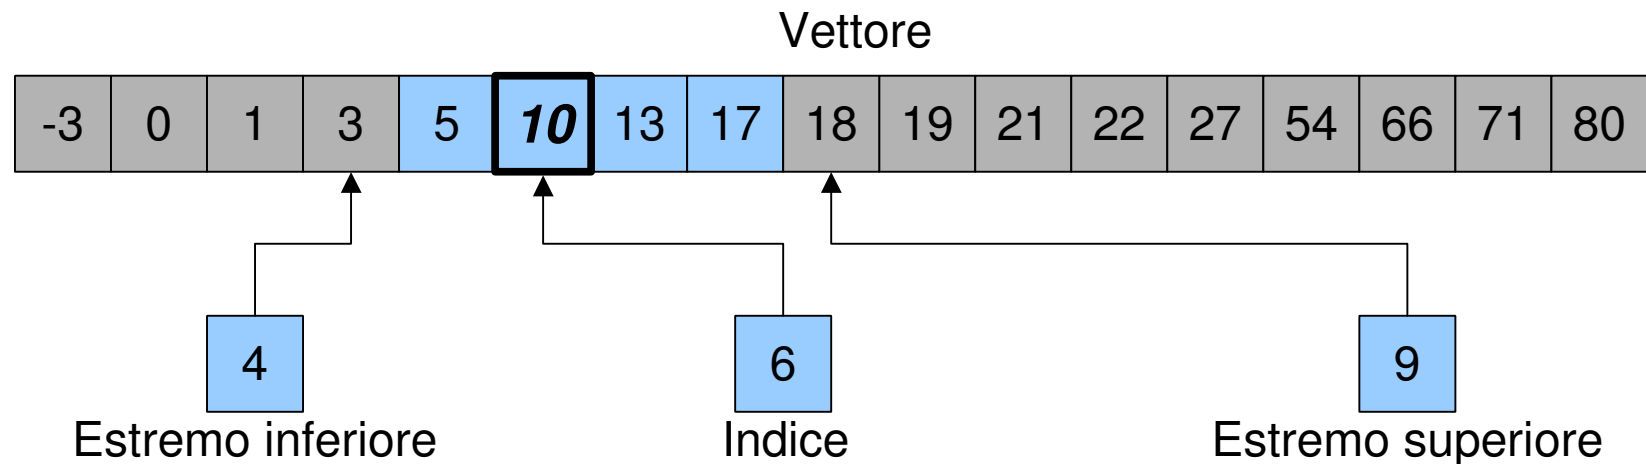 Vettore
-3 0 1 3 5 10 13 17 18 19 21 22 27 54 66 71 80
4 6 9
Estremo inferiore Indice Estremo superiore